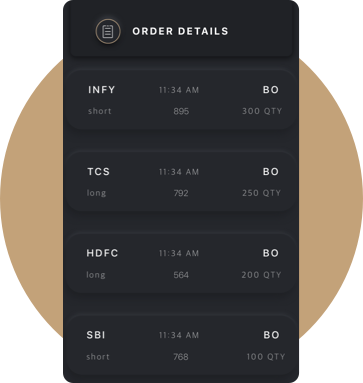 ORDER DETAILS
INFY 11:34 AM BO
short 895 300 QTY
TCS 11:34 AM BO
long 792 250 QTY
HDFC 11:34 AM BO
long 564 200 QTY
SBI 11:34 AM BO
short 768 100 QTY